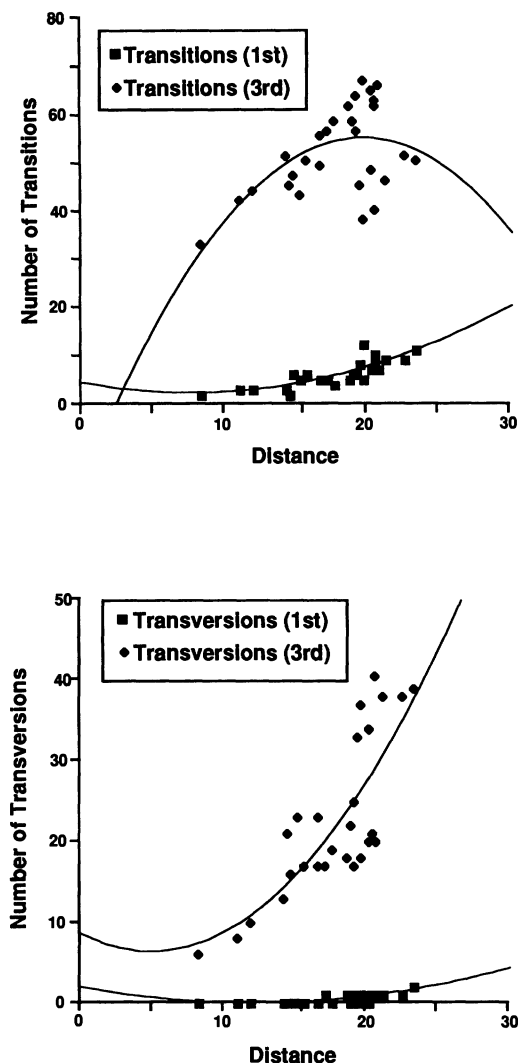 80
Transitions (1st)
Transitions (3rd)
60
40
20
0
Number of Transitions
0 10 20 30
Distance
50
Transversions (1st)
Transversions (3rd)
40
30
20
10
0
Number of Transversions
0 10 20 30
Distance